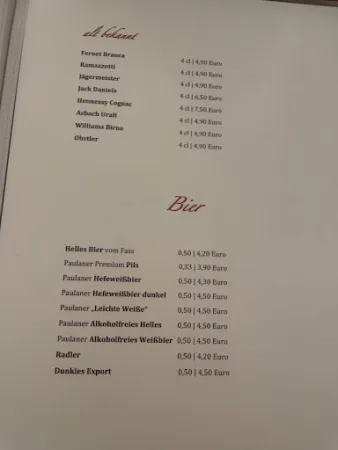 alt bekannt
Fernet Branca 4 cl | 4,90 Euro
Ramazzotti 4 cl | 4,90 Euro
Jägermeister 4 cl | 4,90 Euro
Jack Daniels 4 cl | 6,50 Euro
Hennessy Cognac 4 cl | 7,50 Euro
Asbach Uralt 4 cl | 4,90 Euro
Williams Birne 4 cl | 4,90 Euro
Obstler 4 cl | 4,90 Euro
Bier
Helles Bier vom Fass 0,50 | 4,20 Euro
Paulaner Premium Pils 0,33 | 3,90 Euro
Paulaner Hefeweißbier 0,50 | 4,30 Euro
Paulaner Hefeweißbier dunkel 0,50 | 4,50 Euro
Paulaner „Leichte Weiße“ 0,50 | 4,50 Euro
Paulaner Alkoholfreies Helles 0,50 | 4,50 Euro
Paulaner Alkoholfreies Weißbier 0,50 | 4,50 Euro
Radler 0,50 | 4,20 Euro
Dunkles Export 0,50 | 4,50 Euro